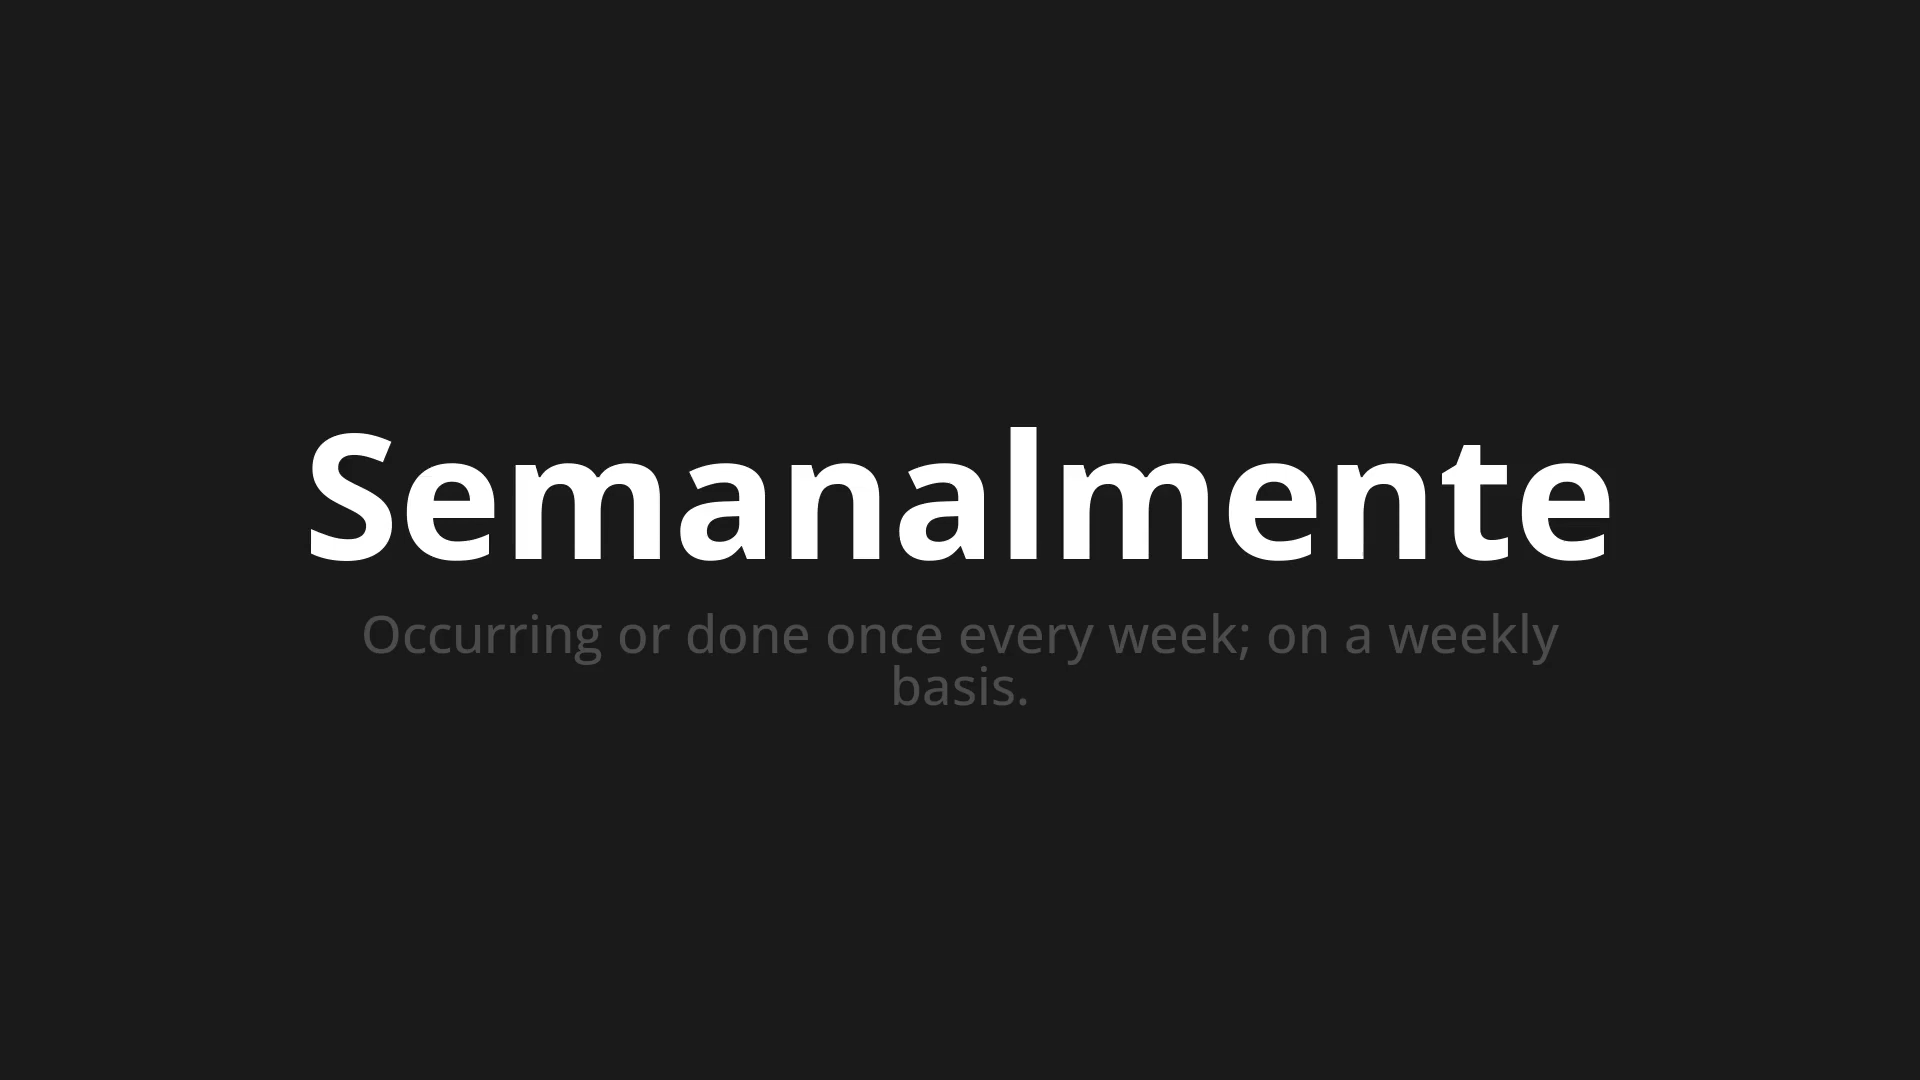 Semanalmente
Occurring or done once every week; on a weekly
basis.